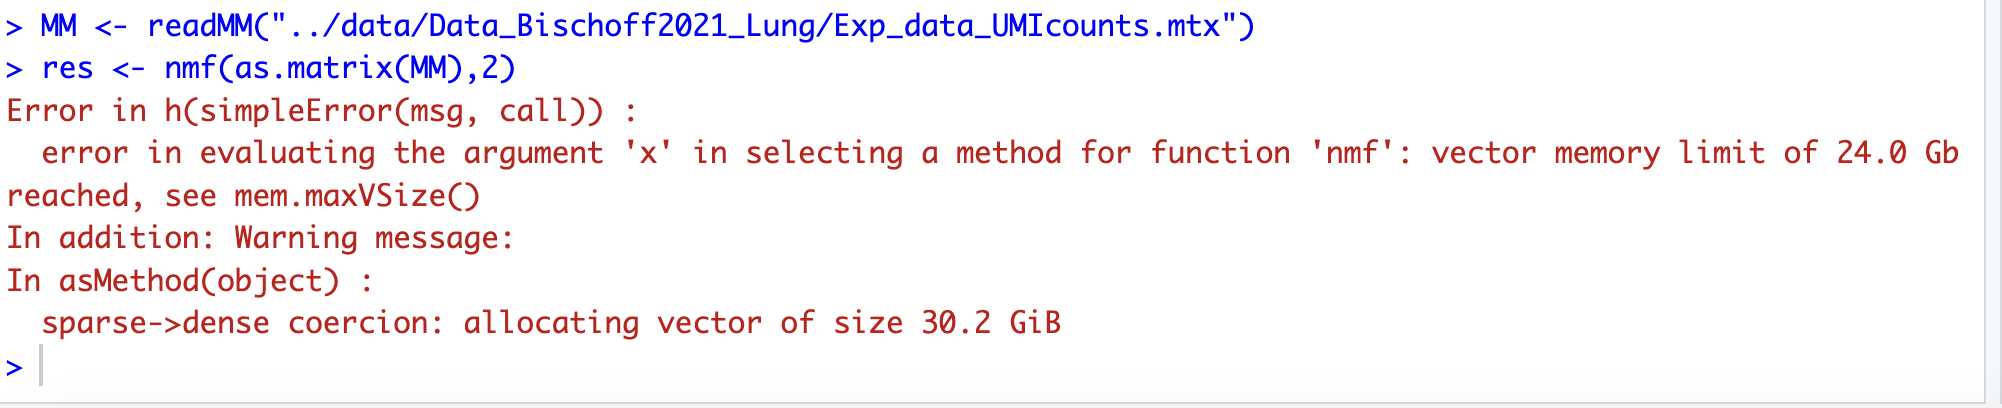 > MM <- readMM("../data/Data_Bischoff2021_Lung/Exp_data_UMIcounts.mtx")
> res <- nmf(as.matrix(MM),2)
Error in h(simpleError(msg, call)) :
  error in evaluating the argument 'x' in selecting a method for function 'nmf': vector memory limit of 24.0 Gb
reached, see mem.maxVSize()
In addition: Warning message:
In asMethod(object) :
  sparse->dense coercion: allocating vector of size 30.2 GiB
>